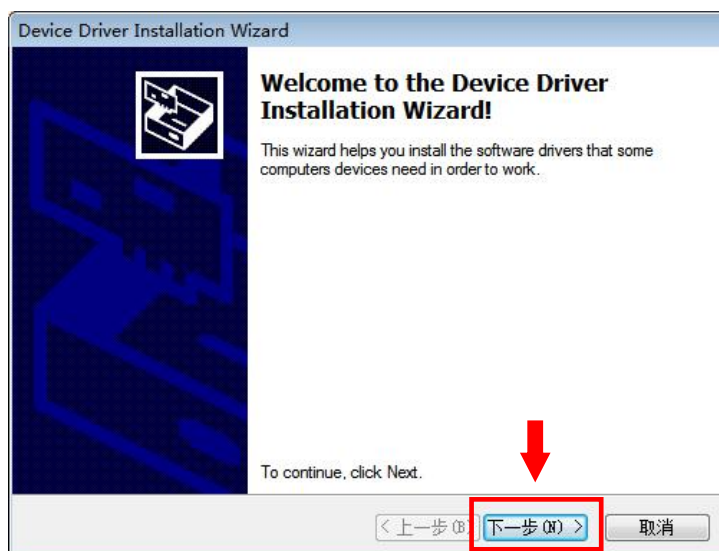 Device Driver Installation Wizard
Welcome to the Device Driver
Installation Wizard!
This wizard helps you install the software drivers that some
computers devices need in order to work.
To continue, click Next.
< 上一步(B) 下一步(N) > 取消